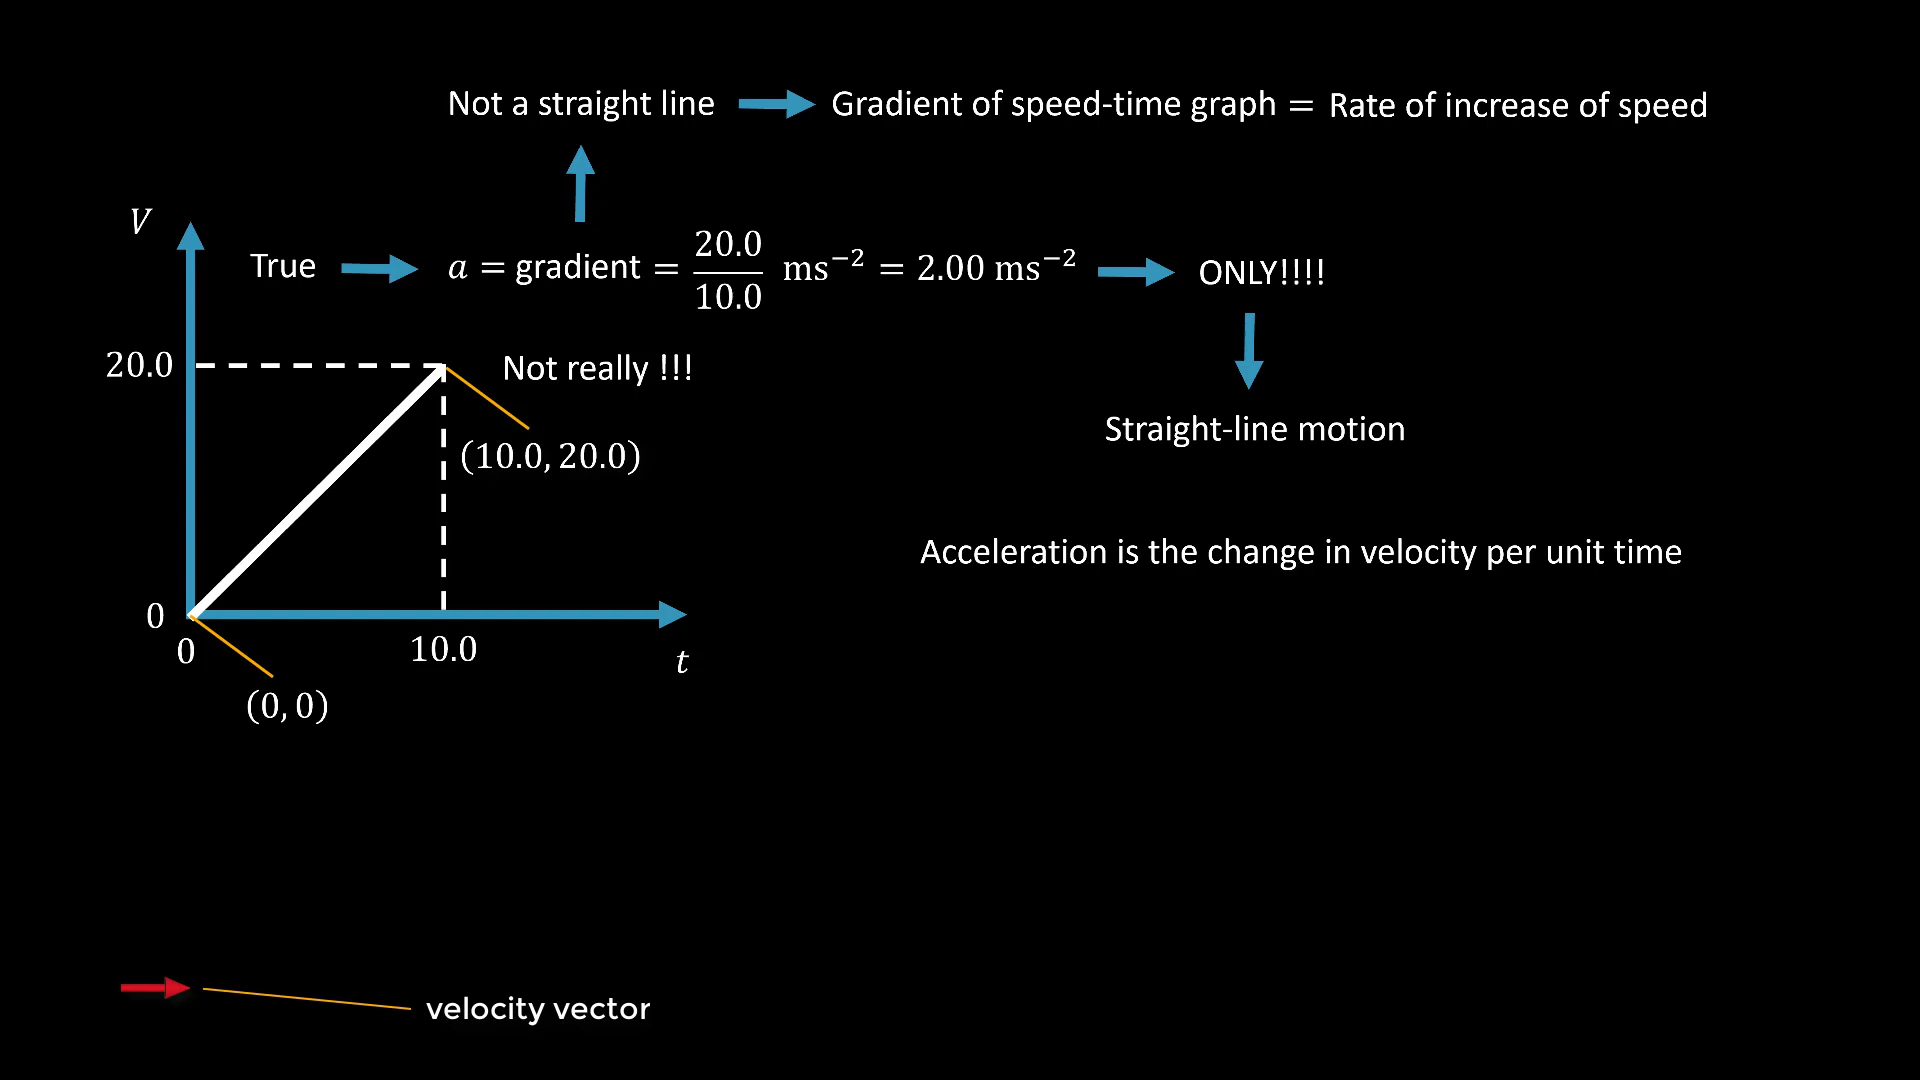 Not a straight line
Gradient of speed-time graph = Rate of increase of speed
V
True
a = gradient = 20.0/10.0 ms⁻² = 2.00 ms⁻²
ONLY!!!!
20.0
Not really !!!
Straight-line motion
(10.0, 20.0)
Acceleration is the change in velocity per unit time
0
0
10.0
t
(0, 0)
velocity vector